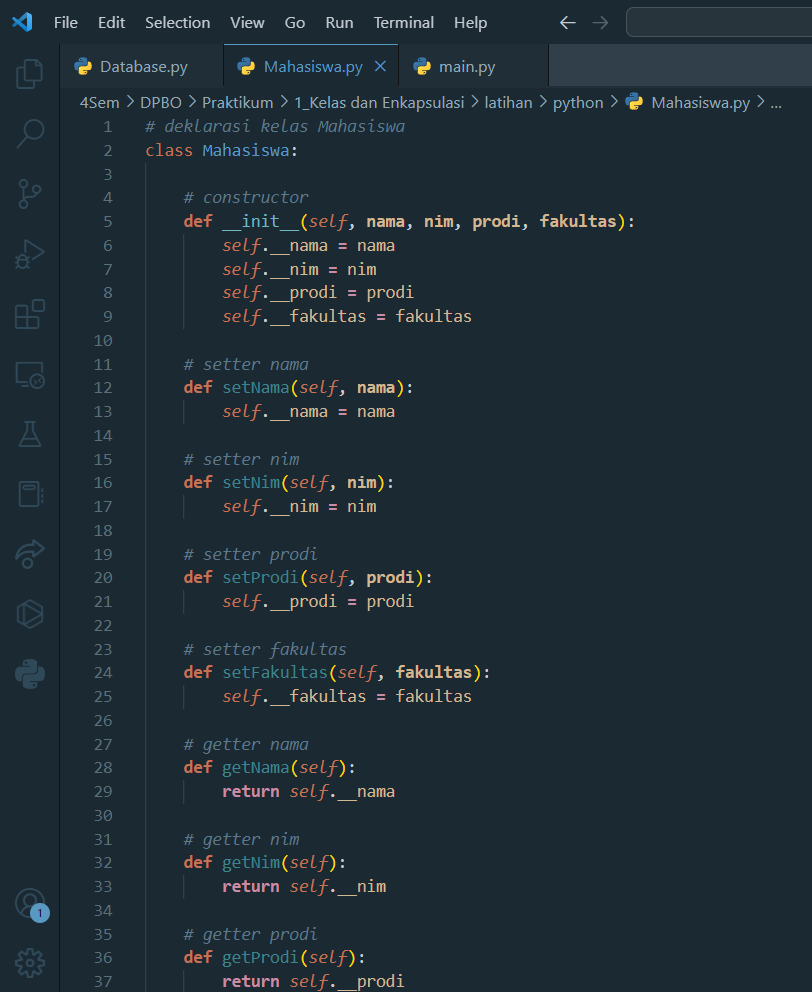 File Edit Selection View Go Run Terminal Help
Database.py Mahasiswa.py main.py
4Sem > DPBO > Praktikum > 1_Kelas dan Enkapsulasi > latihan > python > Mahasiswa.py > ...
1 # deklarasi kelas Mahasiswa
2 class Mahasiswa:
3
4 # constructor
5 def __init__(self, nama, nim, prodi, fakultas):
6 self.__nama = nama
7 self.__nim = nim
8 self.__prodi = prodi
9 self.__fakultas = fakultas
10
11 # setter nama
12 def setNama(self, nama):
13 self.__nama = nama
14
15 # setter nim
16 def setNim(self, nim):
17 self.__nim = nim
18
19 # setter prodi
20 def setProdi(self, prodi):
21 self.__prodi = prodi
22
23 # setter fakultas
24 def setFakultas(self, fakultas):
25 self.__fakultas = fakultas
26
27 # getter nama
28 def getNama(self):
29 return self.__nama
30
31 # getter nim
32 def getNim(self):
33 return self.__nim
34
35 # getter prodi
36 def getProdi(self):
37 return self.__prodi
1